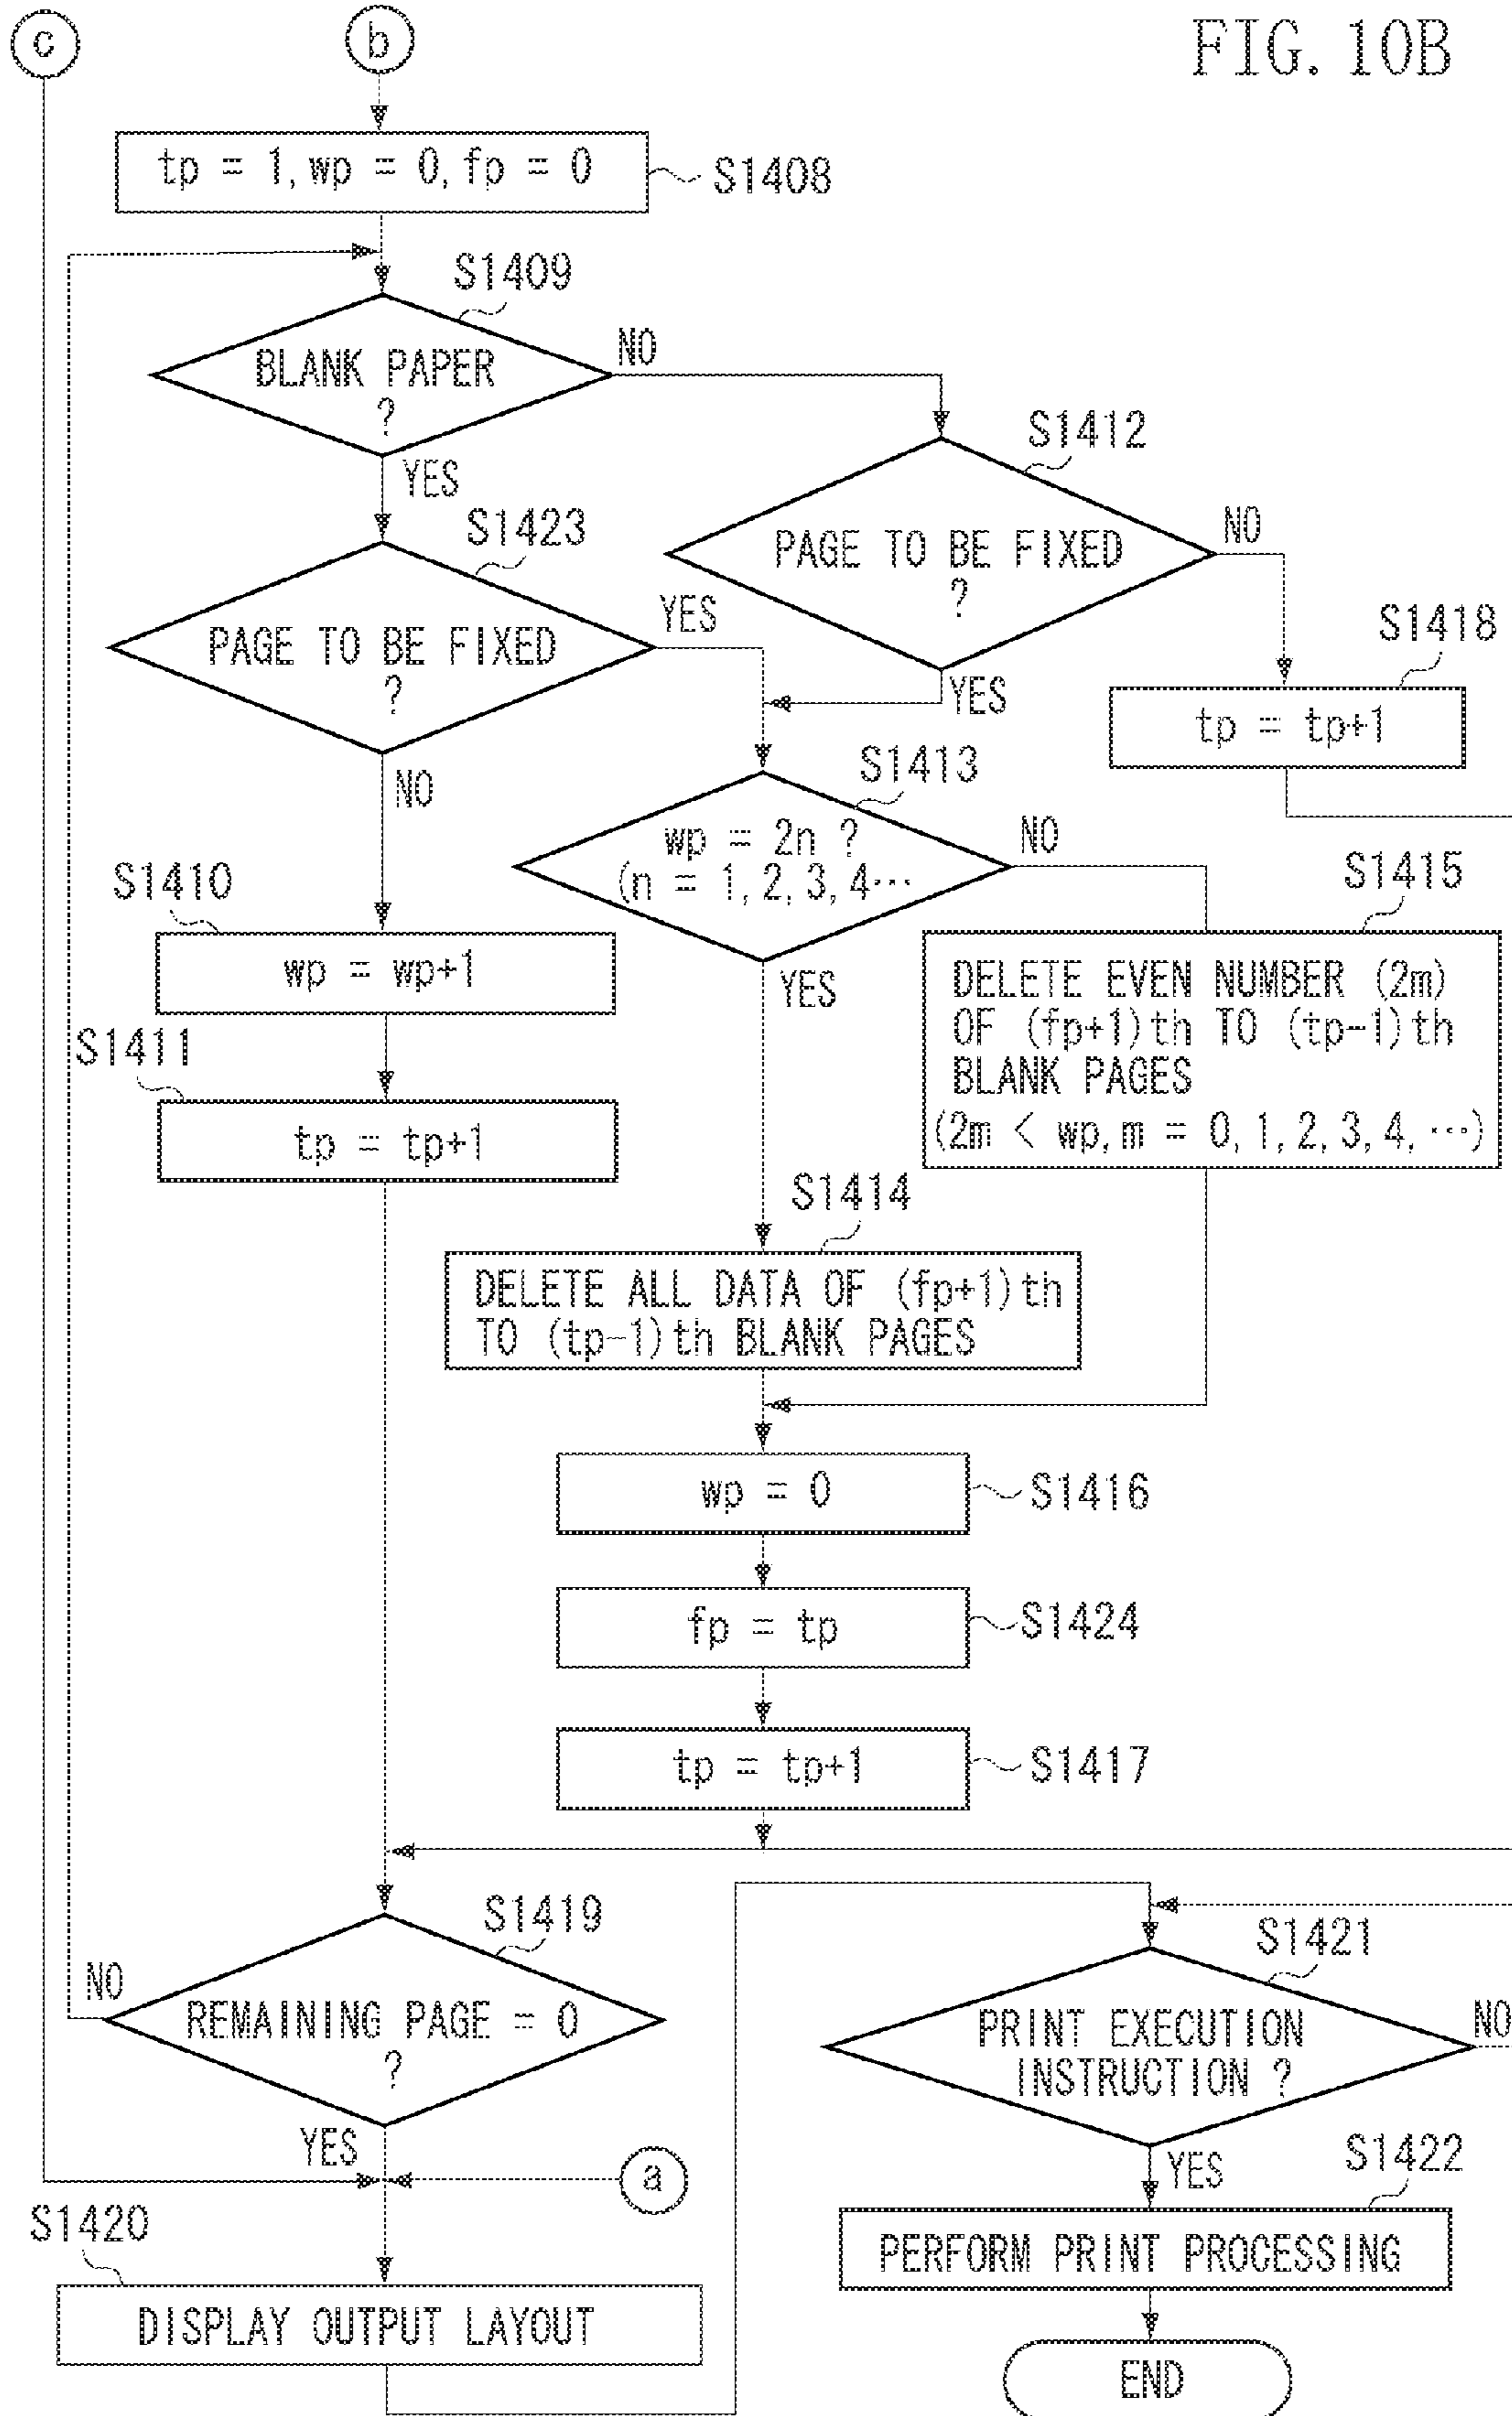 FIG. 10B
c
b
tp = 1, wp = 0, fp = 0
S1408
S1409
BLANK PAPER
?
NO
YES
S1412
PAGE TO BE FIXED
?
NO
YES
S1423
PAGE TO BE FIXED
?
YES
NO
S1418
tp = tp+1
S1413
wp = 2n ?
(n = 1, 2, 3, 4…
NO
YES
S1410
wp = wp+1
S1411
tp = tp+1
S1415
DELETE EVEN NUMBER (2m)
OF (fp+1)th TO (tp-1)th
BLANK PAGES
(2m < wp, m = 0, 1, 2, 3, 4, …)
S1414
DELETE ALL DATA OF (fp+1)th
TO (tp-1)th BLANK PAGES
wp = 0
S1416
fp = tp
S1424
tp = tp+1
S1417
S1419
REMAINING PAGE = 0
?
NO
YES
a
S1420
DISPLAY OUTPUT LAYOUT
S1421
PRINT EXECUTION
INSTRUCTION ?
NO
YES
S1422
PERFORM PRINT PROCESSING
END